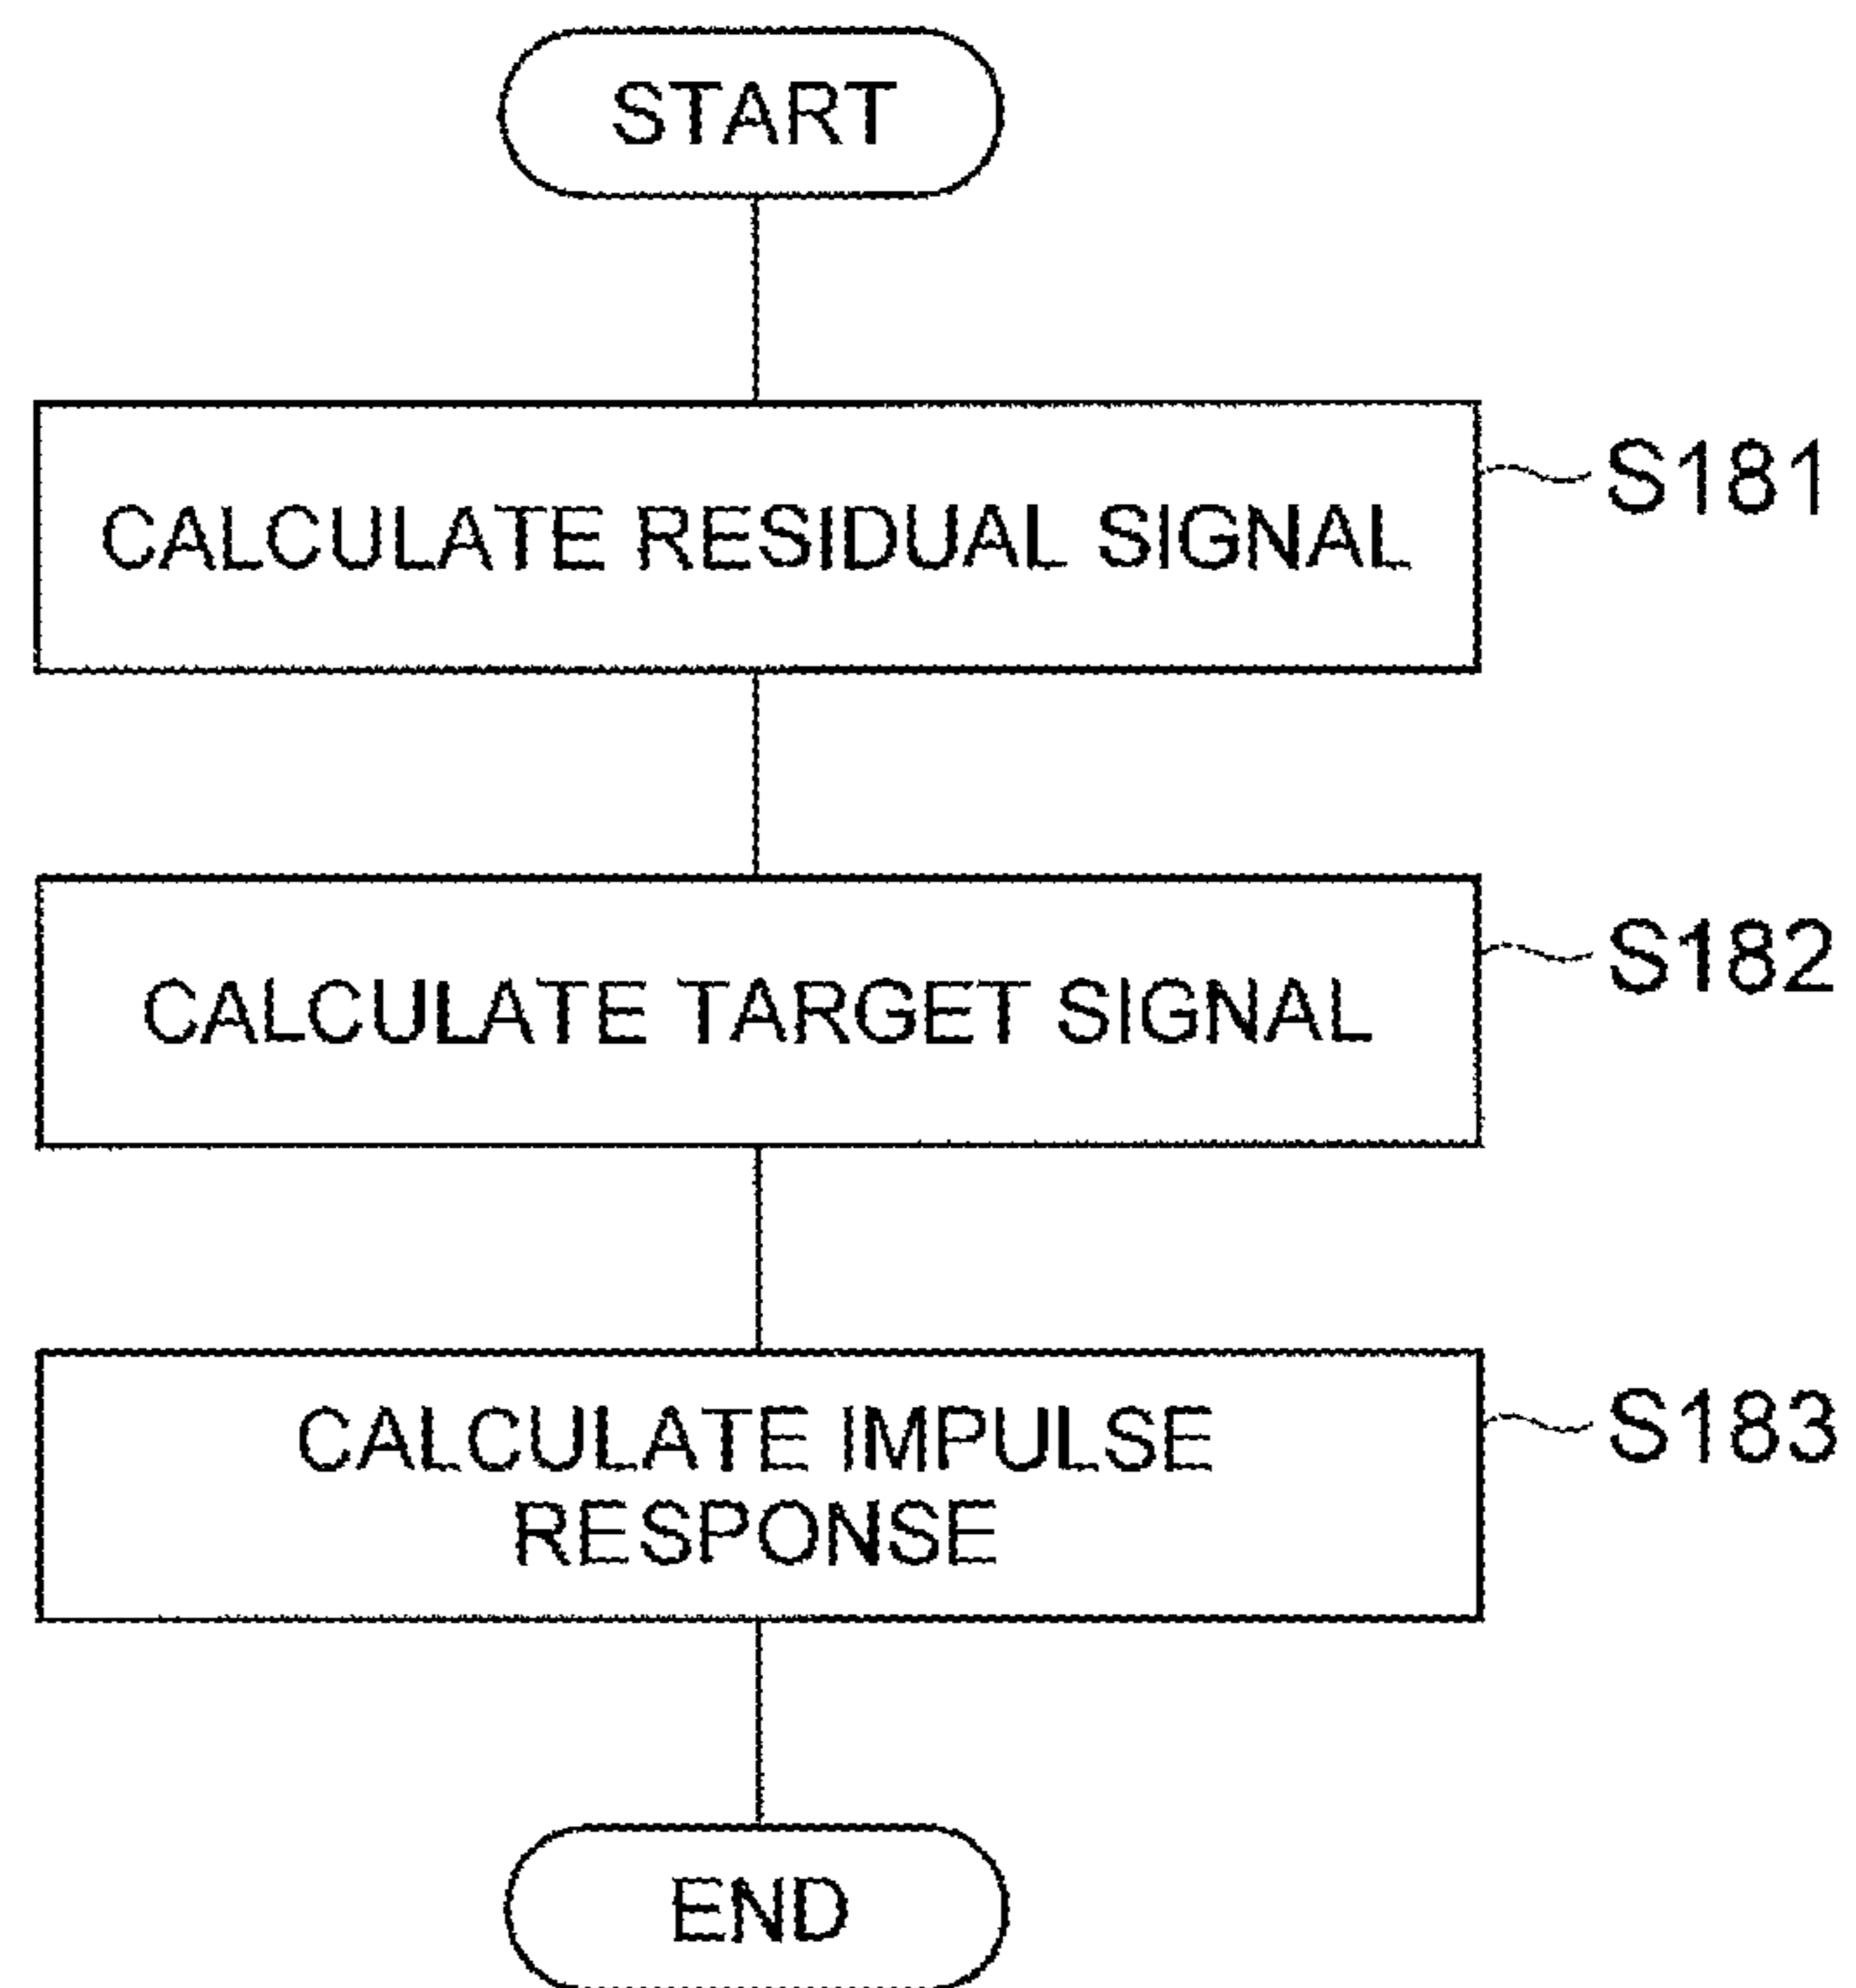 START
CALCULATE RESIDUAL SIGNAL
S181
CALCULATE TARGET SIGNAL
S182
CALCULATE IMPULSE
RESPONSE
S183
END